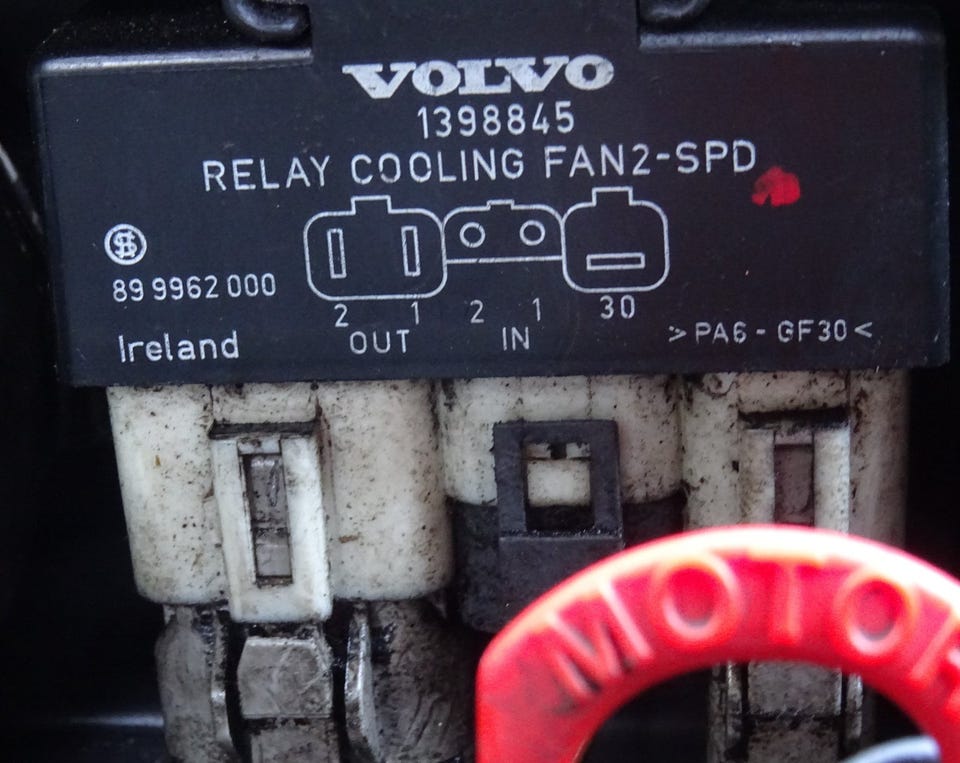 VOLVO
1398845
RELAY COOLING FAN2-SPD
89 9962 000
2 1 2 1 30
OUT IN
Ireland
>PA6-GF30<
MOTOR